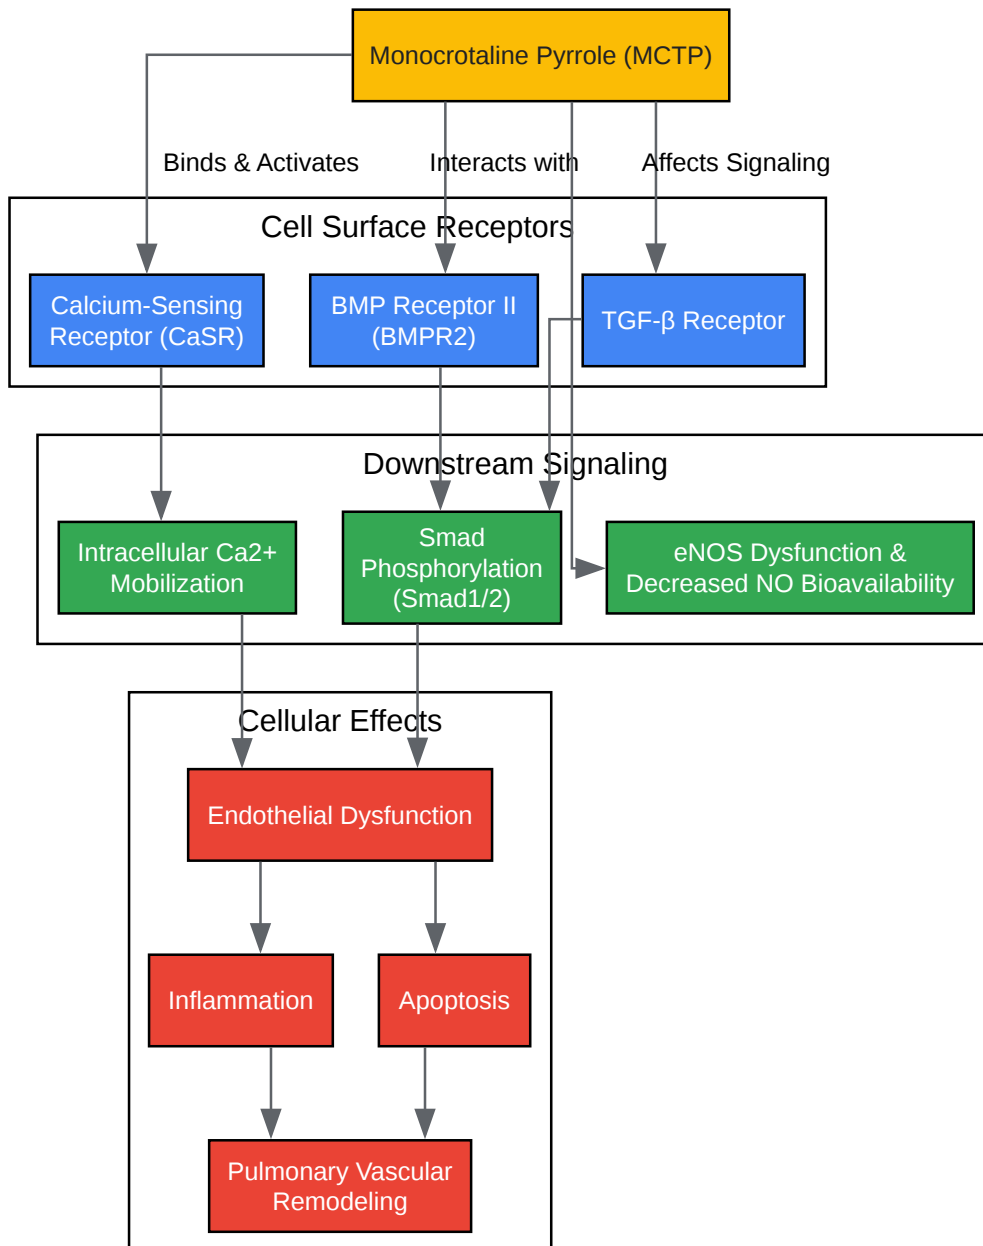 Monocrotaline Pyrrole (MCTP)
Binds & Activates
Interacts with
Affects Signaling
Cell Surface Receptors
Calcium-Sensing
Receptor (CaSR)
BMP Receptor II
(BMPR2)
TGF-β Receptor
Downstream Signaling
Intracellular Ca2+
Mobilization
Smad
Phosphorylation
(Smad1/2)
eNOS Dysfunction &
Decreased NO Bioavailability
Cellular Effects
Endothelial Dysfunction
Inflammation
Apoptosis
Pulmonary Vascular
Remodeling